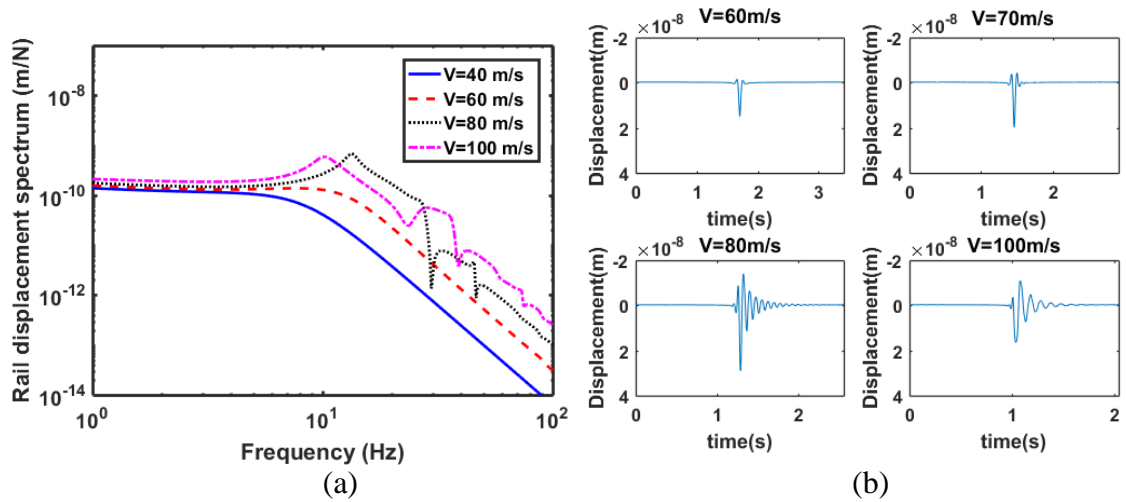 Rail displacement spectrum (m/N)
10^-8
10^-10
10^-12
10^-14
10^0
10^1
10^2
Frequency (Hz)
V=40 m/s
V=60 m/s
V=80 m/s
V=100 m/s
(a)
×10^-8
V=60m/s
Displacement(m)
-2
0
2
4
0
1
2
3
time(s)
×10^-8
V=70m/s
Displacement(m)
-2
0
2
4
0
1
2
3
time(s)
×10^-8
V=80m/s
Displacement(m)
-2
0
2
4
0
1
2
time(s)
×10^-8
V=100m/s
Displacement(m)
-2
0
2
4
0
1
2
time(s)
(b)